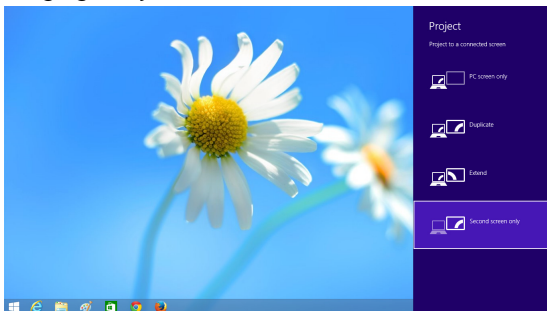 Project
Project to a connected screen
PC screen only
Duplicate
Extend
Second screen only